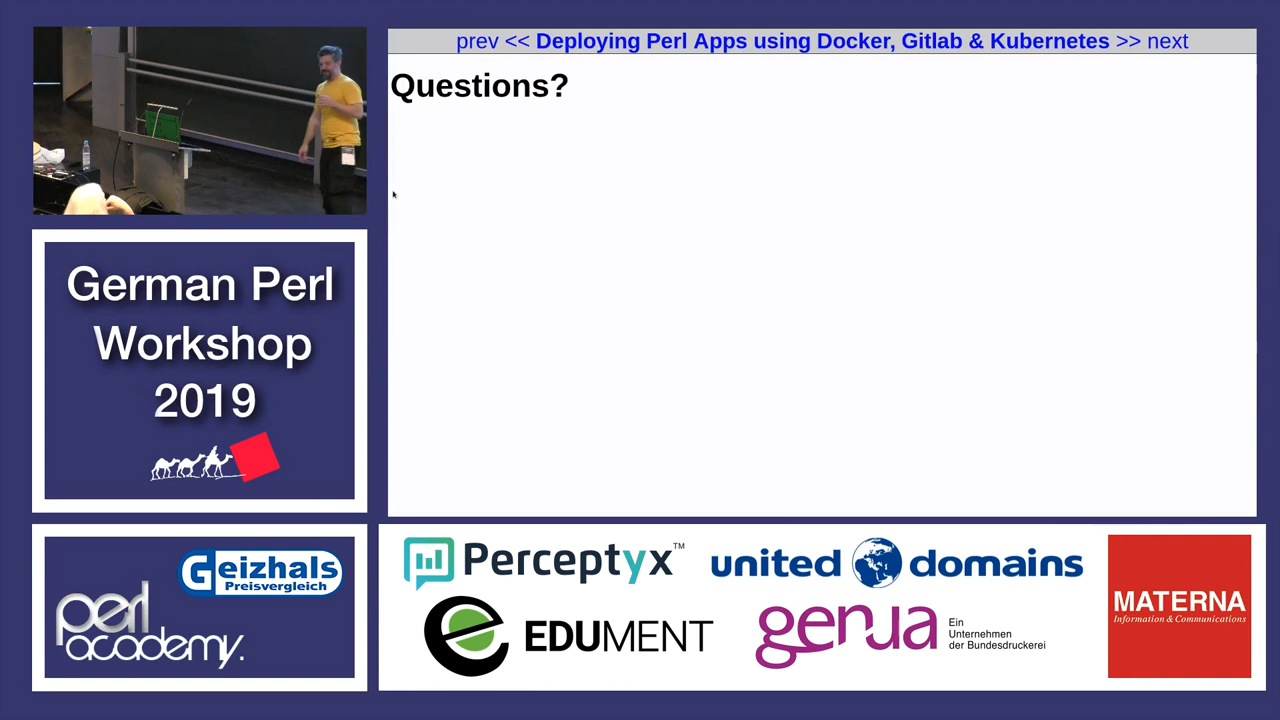 prev << Deploying Perl Apps using Docker, Gitlab & Kubernetes >> next
Questions?
German Perl
Workshop
2019
Geizhals
Preisvergleich
perl
academy.
Perceptyx™
united domains
EDUMENT
genua
Ein
Unternehmen
der Bundesdruckerei
MATERNA
Information & Communications